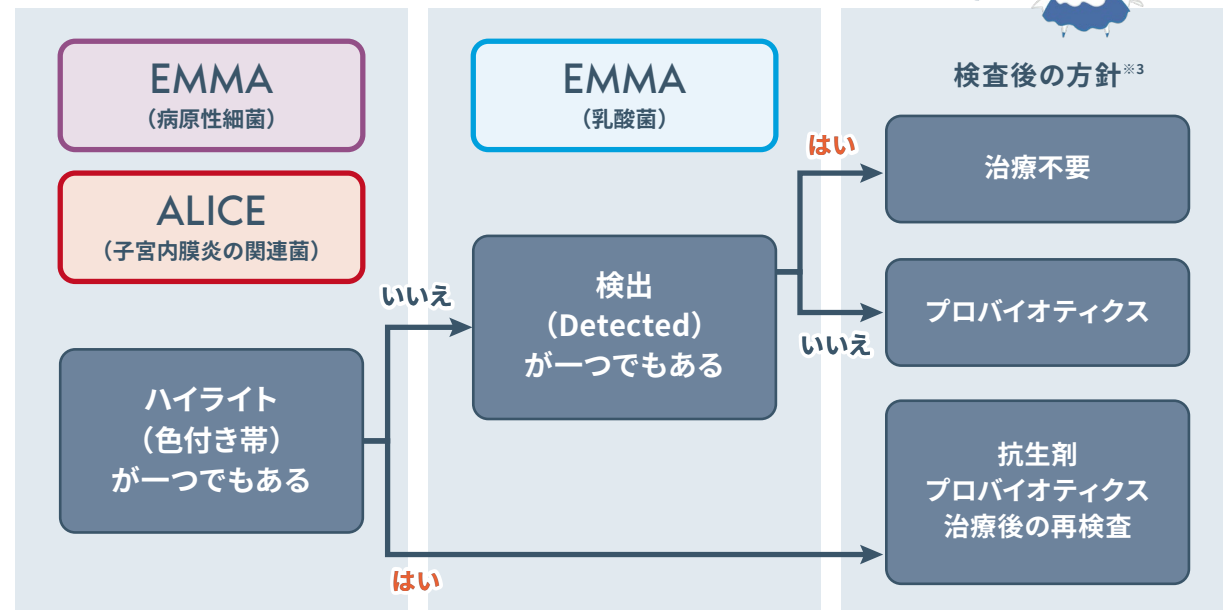 EMMA
（病原性細菌）
ALICE
（子宮内膜炎の関連菌）
ハイライト
（色付き帯）
が一つでもある
いいえ
はい
EMMA
（乳酸菌）
検出
（Detected）
が一つでもある
はい
いいえ
検査後の方針※3
治療不要
プロバイオティクス
抗生剤
プロバイオティクス
治療後の再検査